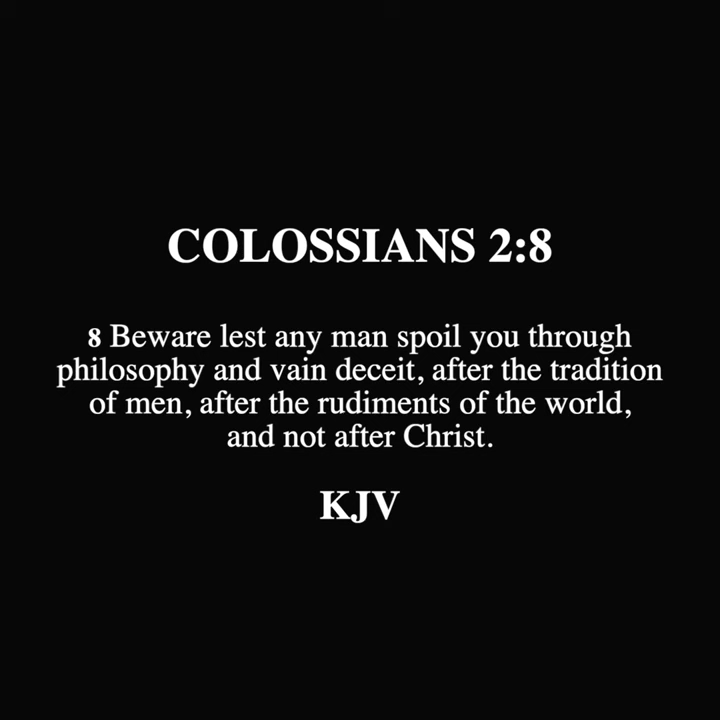 COLOSSIANS 2:8
8 Beware lest any man spoil you through
philosophy and vain deceit, after the tradition
of men, after the rudiments of the world,
and not after Christ.
KJV